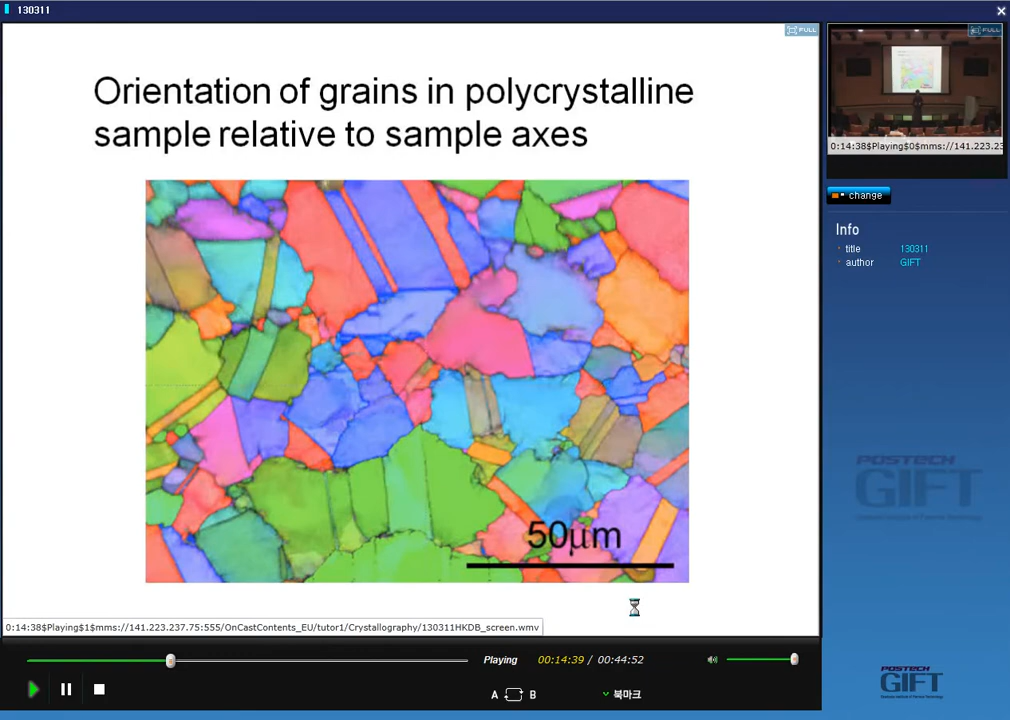 130311
FULL
FULL
Orientation of grains in polycrystalline
sample relative to sample axes
50µm
0:14:38$Playing$0$mms://141.223.23
change
Info
title 130311
author GIFT
POSTECH
GIFT
0:14:38$Playing$1$mms://141.223.237.75:555/OnCastContents_EU/tutor1/Crystallography/130311HKDB_screen.wmv
Playing 00:14:39 / 00:44:52
A B 북마크
POSTECH
GIFT